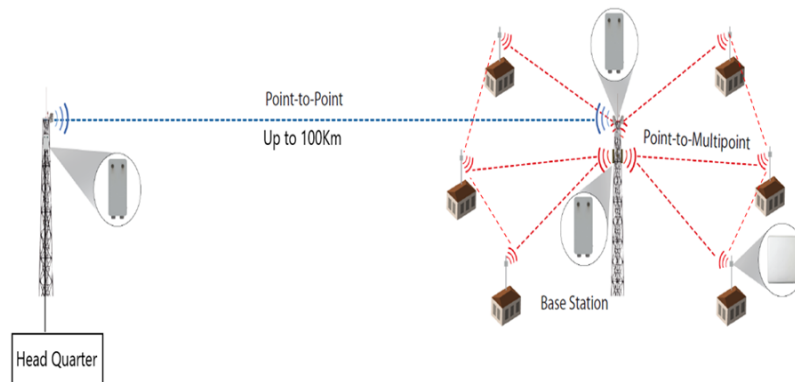 Point-to-Point
Up to 100Km
Point-to-Multipoint
Base Station
Head Quarter